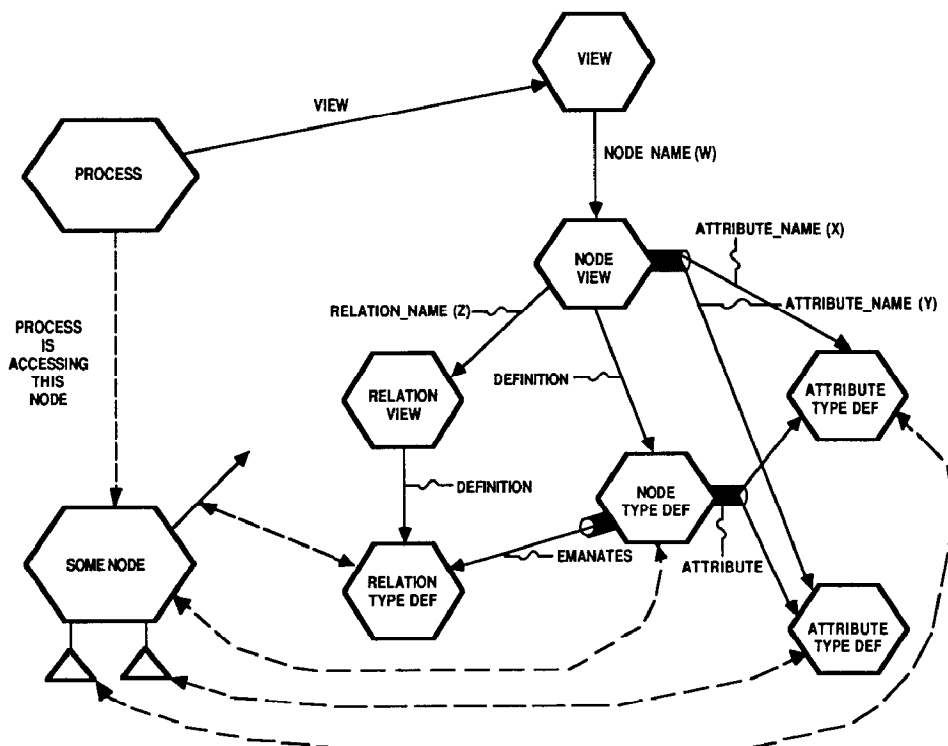 VIEW
VIEW
PROCESS
NODE NAME (W)
ATTRIBUTE_NAME (X)
NODE
VIEW
RELATION_NAME (Z)
ATTRIBUTE_NAME (Y)
PROCESS
IS
ACCESSING
THIS
NODE
DEFINITION
RELATION
VIEW
ATTRIBUTE
TYPE DEF
DEFINITION
NODE
TYPE DEF
SOME NODE
EMANATES
ATTRIBUTE
RELATION
TYPE DEF
ATTRIBUTE
TYPE DEF